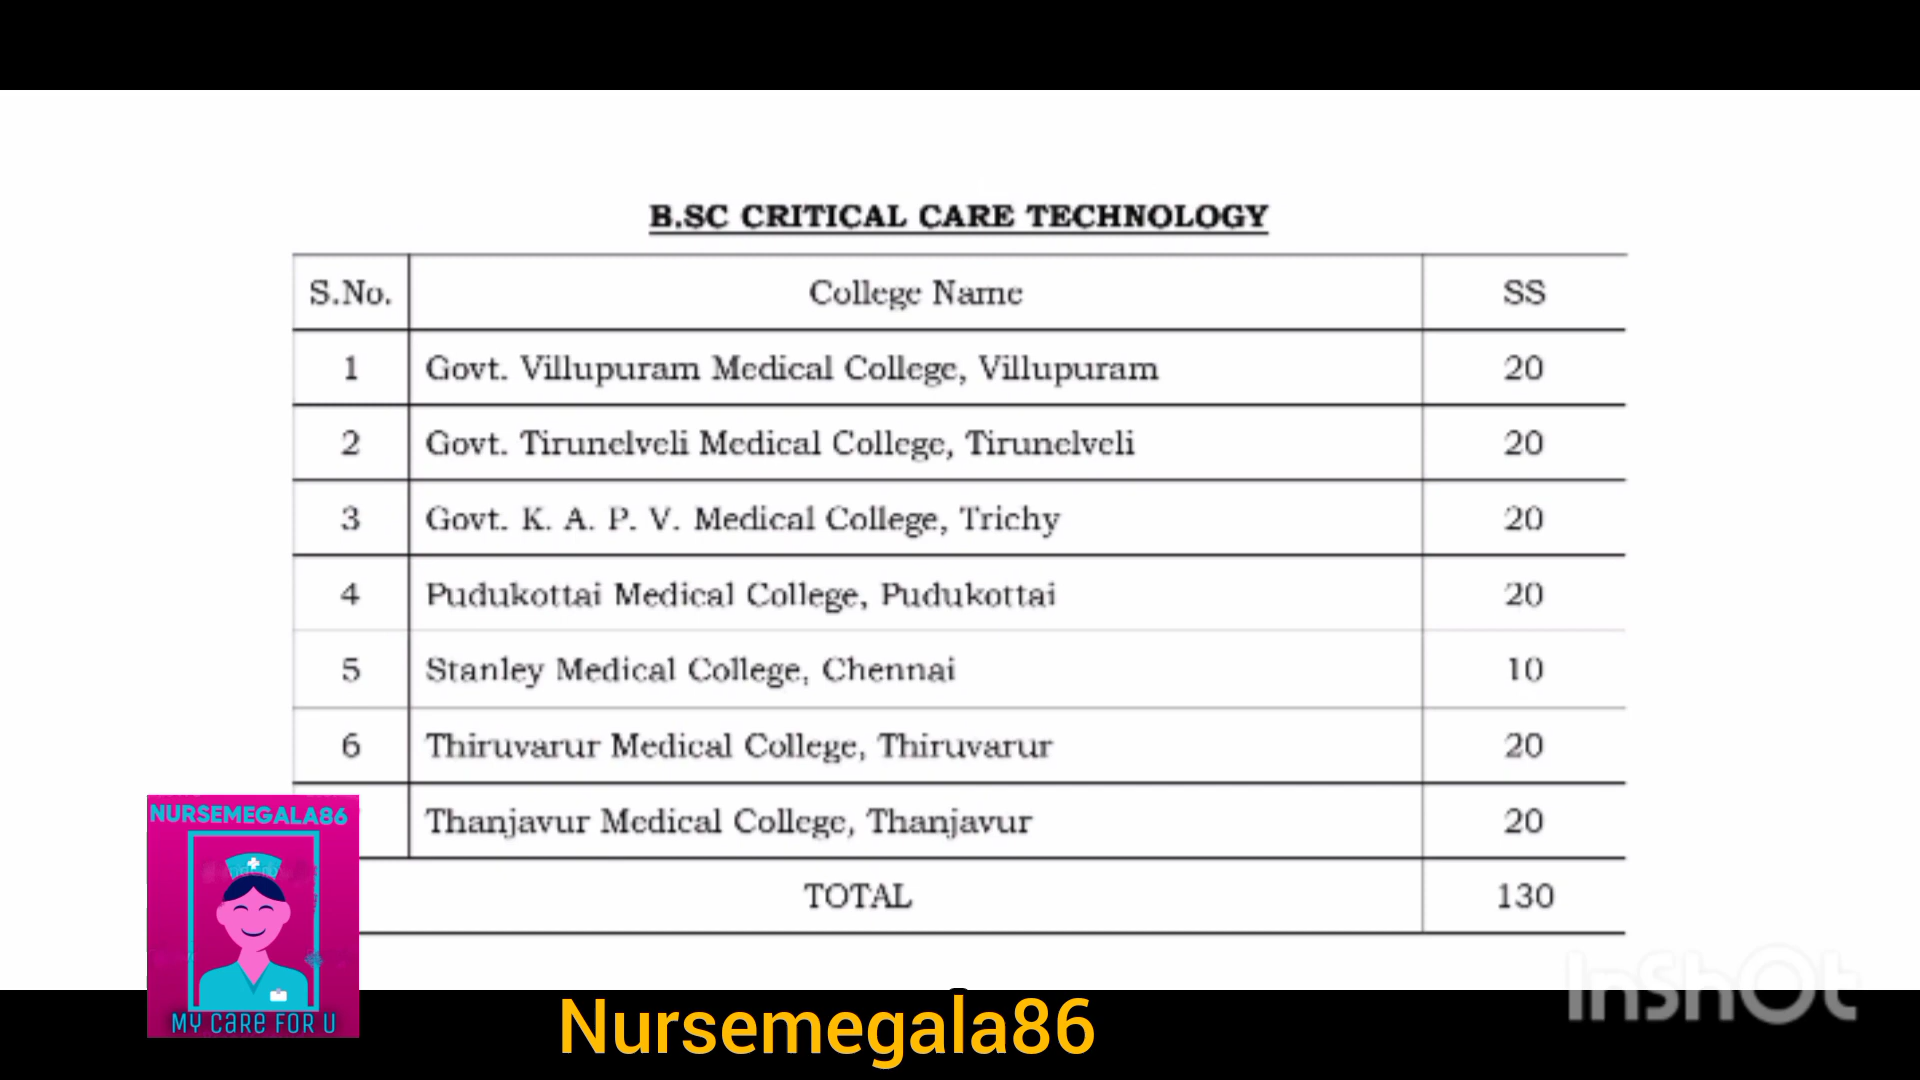 B.SC CRITICAL CARE TECHNOLOGY
S.No. College Name SS
1 Govt. Villupuram Medical College, Villupuram 20
2 Govt. Tirunelveli Medical College, Tirunelveli 20
3 Govt. K. A. P. V. Medical College, Trichy 20
4 Pudukottai Medical College, Pudukottai 20
5 Stanley Medical College, Chennai 10
6 Thiruvarur Medical College, Thiruvarur 20
Thanjavur Medical College, Thanjavur 20
TOTAL 130
NURSEMEGALA86
MY CARE FOR U
Nursemegala86
InShOt